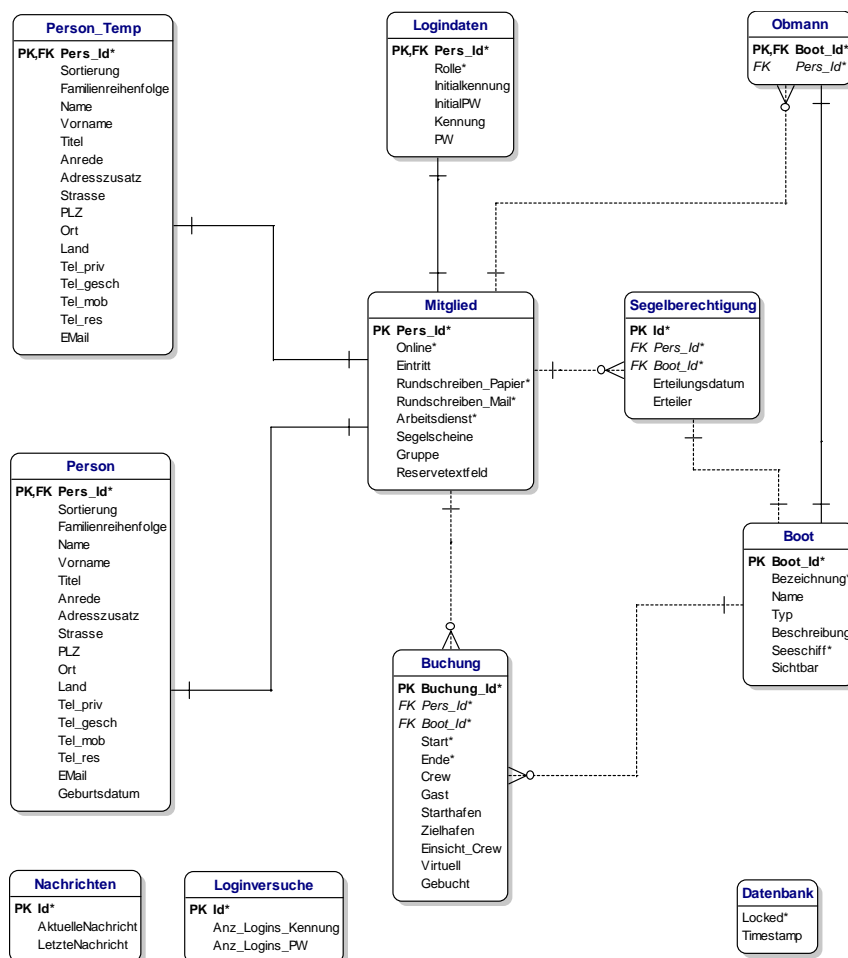 Person_Temp
PK,FK Pers_Id*
Sortierung
Familienreihenfolge
Name
Vorname
Titel
Anrede
Adresszusatz
Strasse
PLZ
Ort
Land
Tel_priv
Tel_gesch
Tel_mob
Tel_res
EMail
Logindaten
PK,FK Pers_Id*
Rolle*
Initialkennung
InitialPW
Kennung
PW
Obmann
PK,FK Boot_Id*
FK Pers_Id*
Mitglied
PK Pers_Id*
Online*
Eintritt
Rundschreiben_Papier*
Rundschreiben_Mail*
Arbeitsdienst*
Segelscheine
Gruppe
Reservetextfeld
Segelberechtigung
PK Id*
FK Pers_Id*
FK Boot_Id*
Erteilungsdatum
Erteiler
Person
PK,FK Pers_Id*
Sortierung
Familienreihenfolge
Name
Vorname
Titel
Anrede
Adresszusatz
Strasse
PLZ
Ort
Land
Tel_priv
Tel_gesch
Tel_mob
Tel_res
EMail
Geburtsdatum
Boot
PK Boot_Id*
Bezeichnung*
Name
Typ
Beschreibung
Seeschiff*
Sichtbar
Buchung
PK Buchung_Id*
FK Pers_Id*
FK Boot_Id*
Start*
Ende*
Crew
Gast
Starthafen
Zielhafen
Einsicht_Crew
Virtuell
Gebucht
Nachrichten
PK Id*
AktuelleNachricht
LetzteNachricht
Loginversuche
PK Id*
Anz_Logins_Kennung
Anz_Logins_PW
Datenbank
Locked*
Timestamp